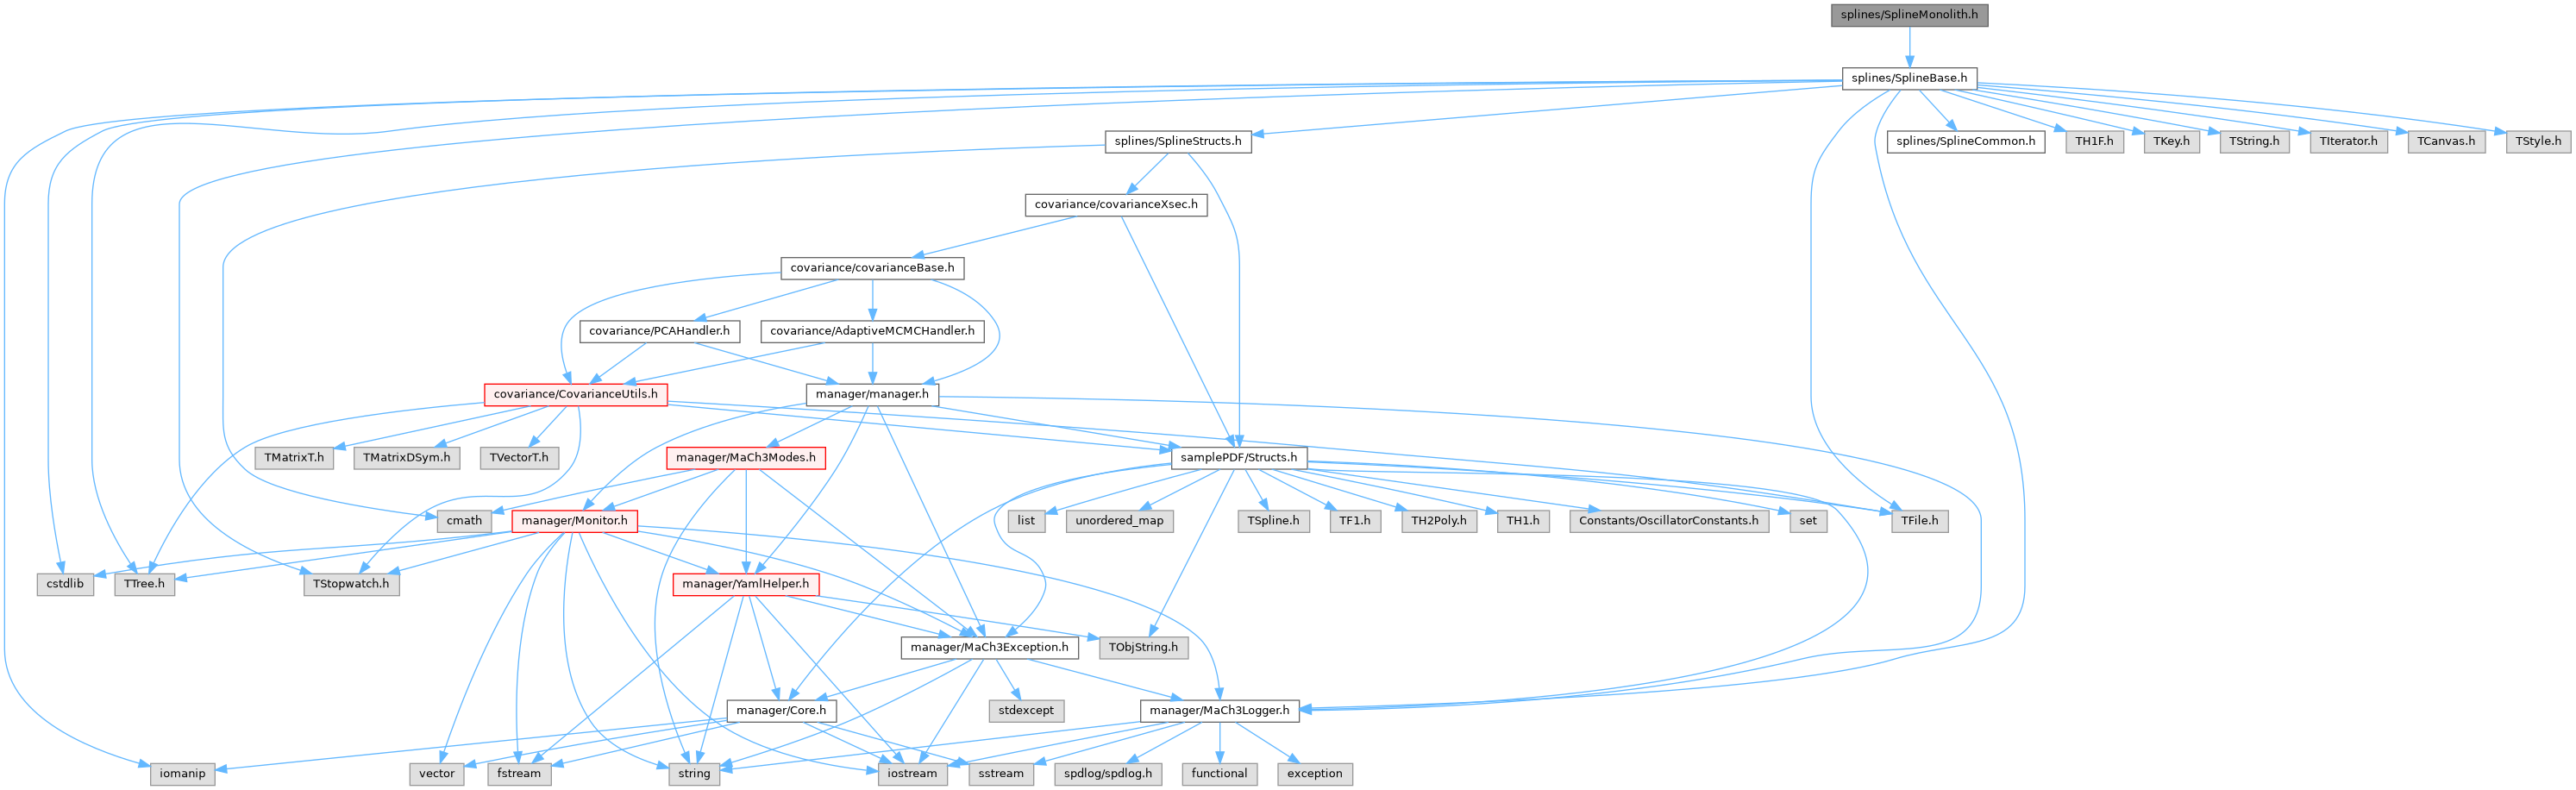 splines/SplineMonolith.h
splines/SplineBase.h
splines/SplineStructs.h
splines/SplineCommon.h
TH1F.h
TKey.h
TString.h
TIterator.h
TCanvas.h
TStyle.h
covariance/covarianceXsec.h
covariance/covarianceBase.h
covariance/PCAHandler.h
covariance/AdaptiveMCMCHandler.h
covariance/CovarianceUtils.h
manager/manager.h
TMatrixT.h
TMatrixDSym.h
TVectorT.h
manager/MaCh3Modes.h
samplePDF/Structs.h
cmath
manager/Monitor.h
list
unordered_map
TSpline.h
TF1.h
TH2Poly.h
TH1.h
Constants/OscillatorConstants.h
set
TFile.h
cstdlib
TTree.h
TStopwatch.h
manager/YamlHelper.h
manager/MaCh3Exception.h
TObjString.h
manager/Core.h
stdexcept
manager/MaCh3Logger.h
iomanip
vector
fstream
string
iostream
sstream
spdlog/spdlog.h
functional
exception